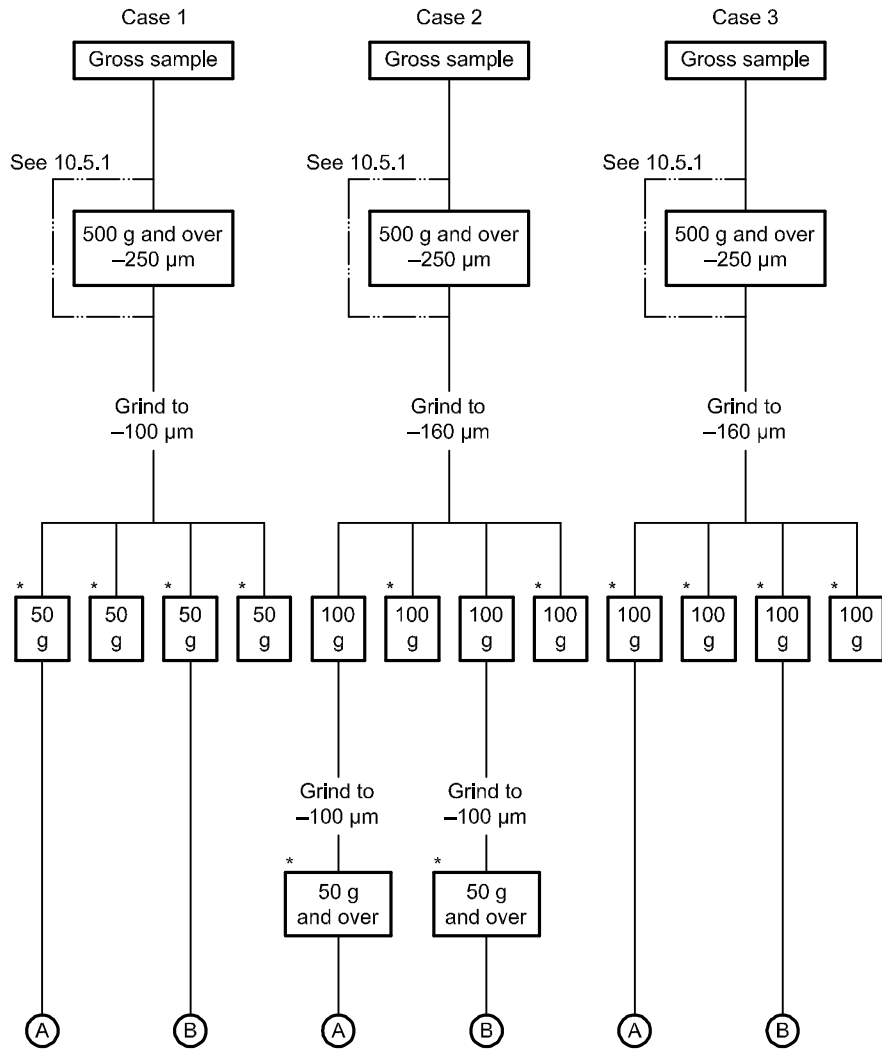 Case 1
Case 2
Case 3
Gross sample
Gross sample
Gross sample
See 10.5.1
See 10.5.1
See 10.5.1
500 g and over
–250 µm
500 g and over
–250 µm
500 g and over
–250 µm
Grind to
–100 µm
Grind to
–160 µm
Grind to
–160 µm
*
50
g
*
50
g
*
50
g
*
50
g
100
g
*
100
g
100
g
*
100
g
*
100
g
*
100
g
*
100
g
*
100
g
Grind to
–100 µm
Grind to
–100 µm
*
50 g
and over
*
50 g
and over
A
B
A
B
A
B